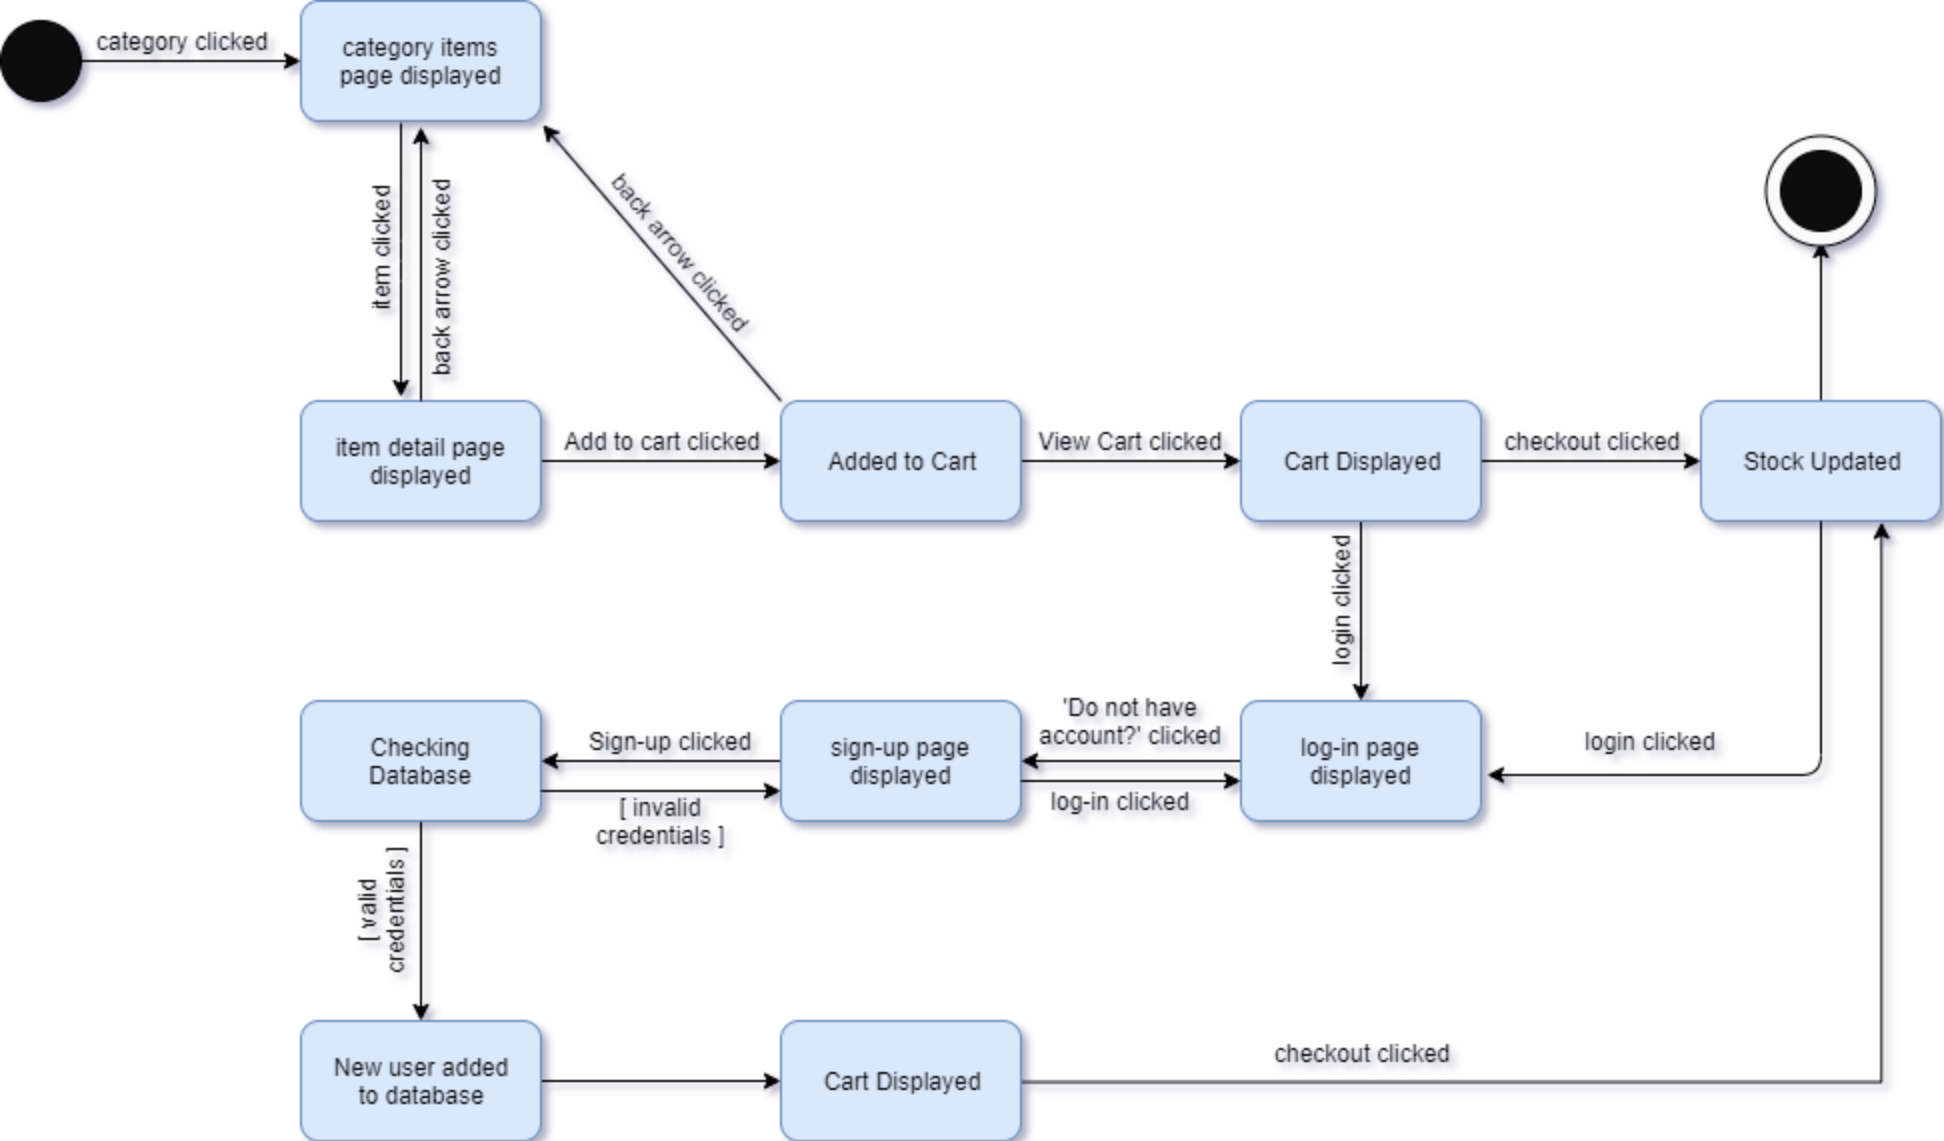 category clicked
category items
page displayed
item clicked
back arrow clicked
back arrow clicked
item detail page
displayed
Add to cart clicked
Added to Cart
View Cart clicked
Cart Displayed
checkout clicked
Stock Updated
login clicked
Checking
Database
Sign-up clicked
[ invalid
credentials ]
sign-up page
displayed
'Do not have
account?' clicked
log-in clicked
log-in page
displayed
login clicked
[ valid
credentials ]
New user added
to database
Cart Displayed
checkout clicked